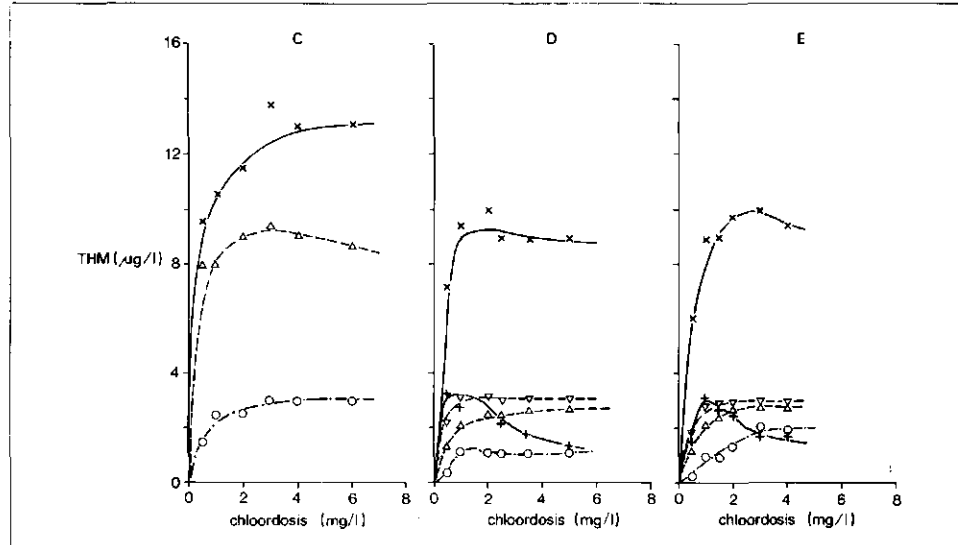 C D E
16
12
8
4
0
THM (µg/l)
0 2 4 6 8
0 2 4 6 8
0 2 4 6 8
chloordosis (mg/l)
chloordosis (mg/l)
chloordosis (mg/l)